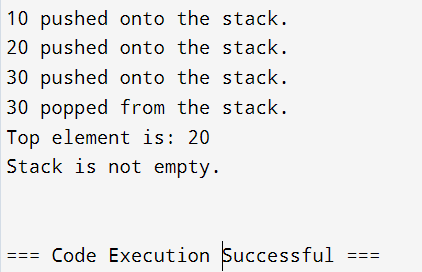 10 pushed onto the stack.
20 pushed onto the stack.
30 pushed onto the stack.
30 popped from the stack.
Top element is: 20
Stack is not empty.
=== Code Execution Successful ===